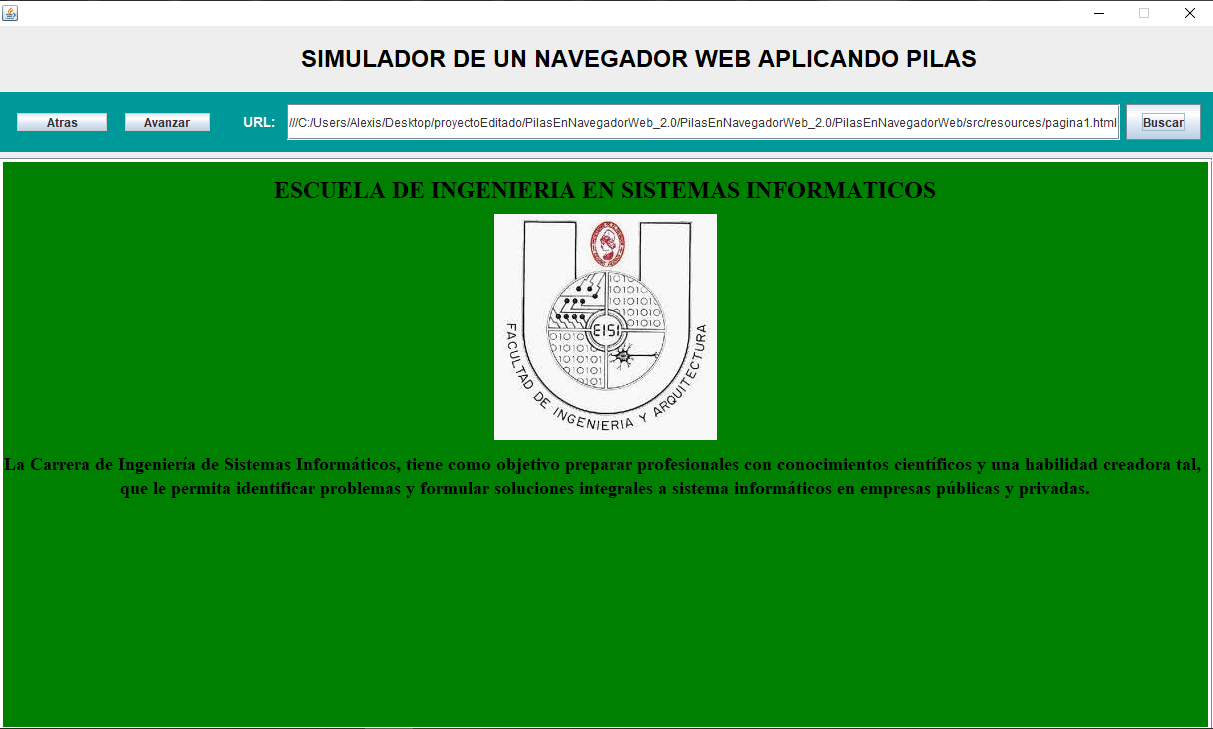 SIMULADOR DE UN NAVEGADOR WEB APLICANDO PILAS
Atras
Avanzar
URL:
///C:/Users/Alexis/Desktop/proyectoEditado/PilasEnNavegadorWeb_2.0/PilasEnNavegadorWeb_2.0/PilasEnNavegadorWeb/src/resources/pagina1.html
Buscar
ESCUELA DE INGENIERIA EN SISTEMAS INFORMATICOS
EISI
FACULTAD DE INGENIERIA Y ARQUITECTURA
La Carrera de Ingeniería de Sistemas Informáticos, tiene como objetivo preparar profesionales con conocimientos científicos y una habilidad creadora tal,
que le permita identificar problemas y formular soluciones integrales a sistema informáticos en empresas públicas y privadas.